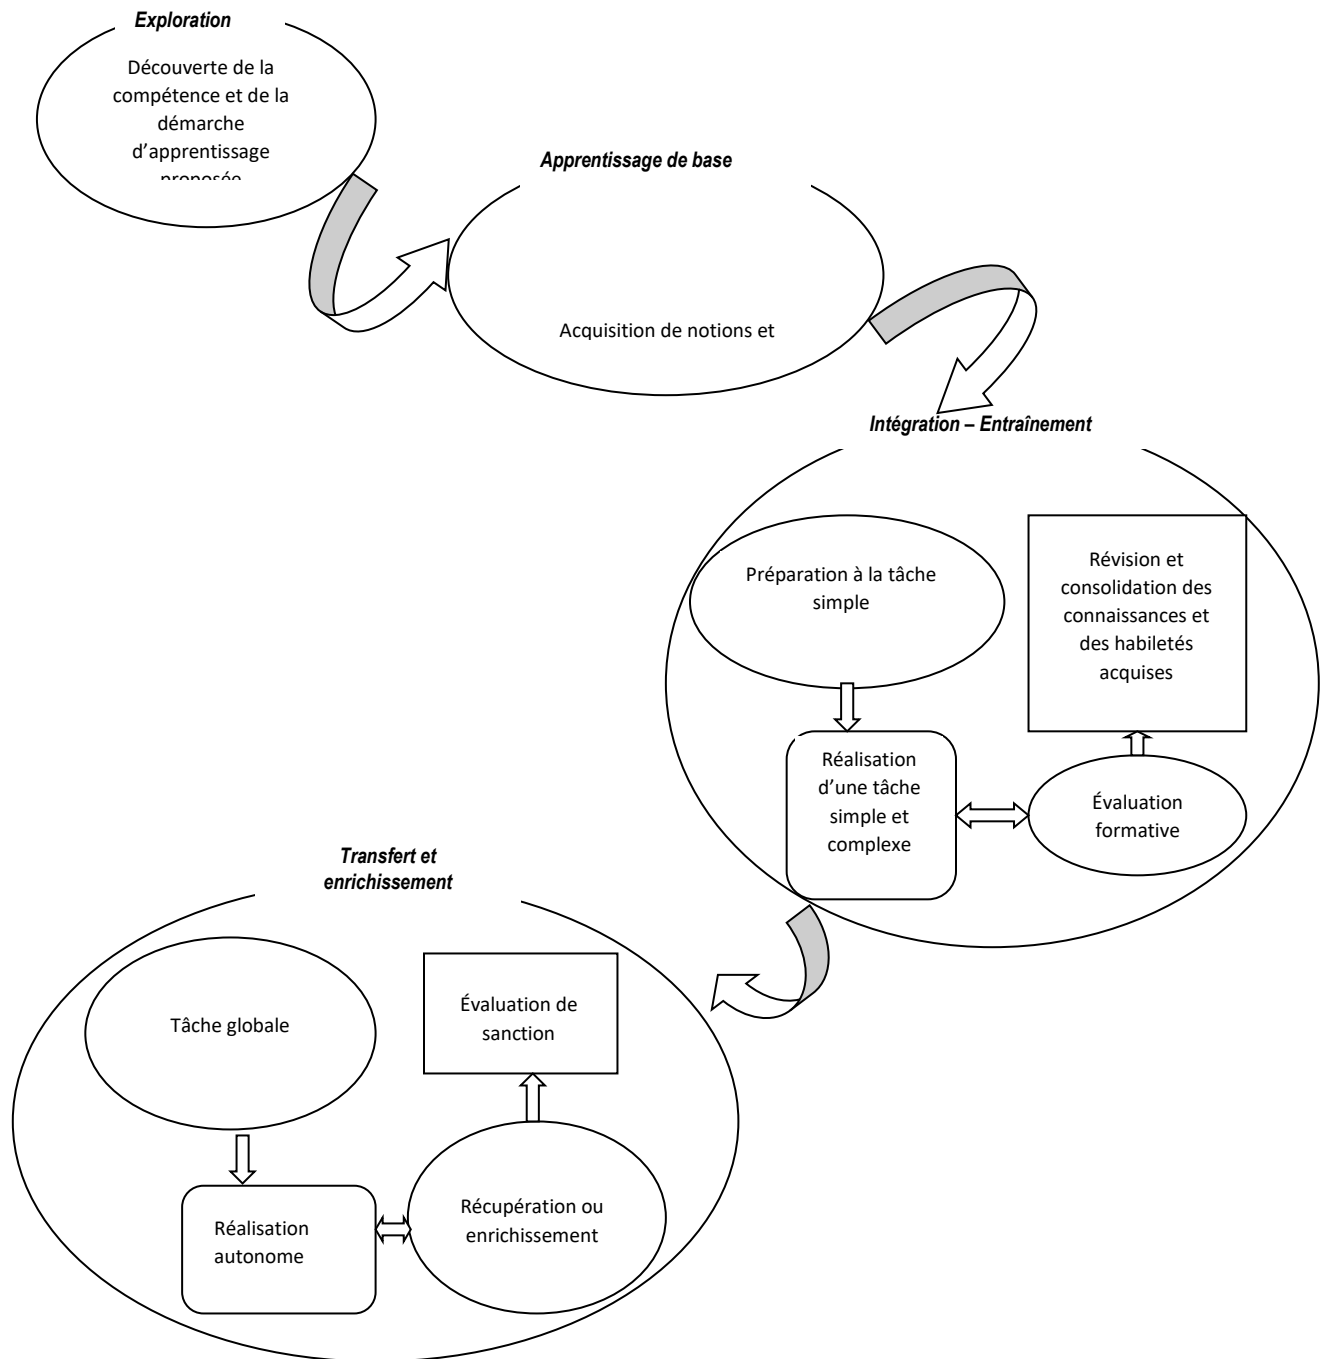 Exploration
Découverte de la
compétence et de la
démarche
d’apprentissage
proposée
Apprentissage de base
Acquisition de notions et
Intégration – Entraînement
Préparation à la tâche
simple
Révision et
consolidation des
connaissances et
des habiletés
acquises
Réalisation
d’une tâche
simple et
complexe
Évaluation
formative
Transfert et
enrichissement
Tâche globale
Évaluation de
sanction
Réalisation
autonome
Récupération ou
enrichissement